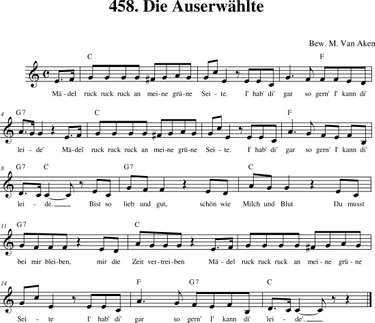 458. Die Auserwählte
Bew. M. Van Aken
C F
Mä-del ruck ruck ruck an mei-ne grü-ne Sei-te. I' hab' di' gar so gern' I' kann di'
4 G7 C F
lei-de' Mä-del ruck ruck ruck an mei-ne grü-ne Sei-te. I' hab' di' gar so gern' I' kann di'
9 G7 C G7 C
lei-de. Bist so lieb und gut, schön wie Milch und Blut Du musst
11 G7 C
bei mir blei-ben, mir die Zeit ver-trei-ben Mä-del ruck ruck ruck an mei-ne grü-ne
14 F G7 C
Sei-te I' hab' di' gar so gern' I' kann di' lei-de'.